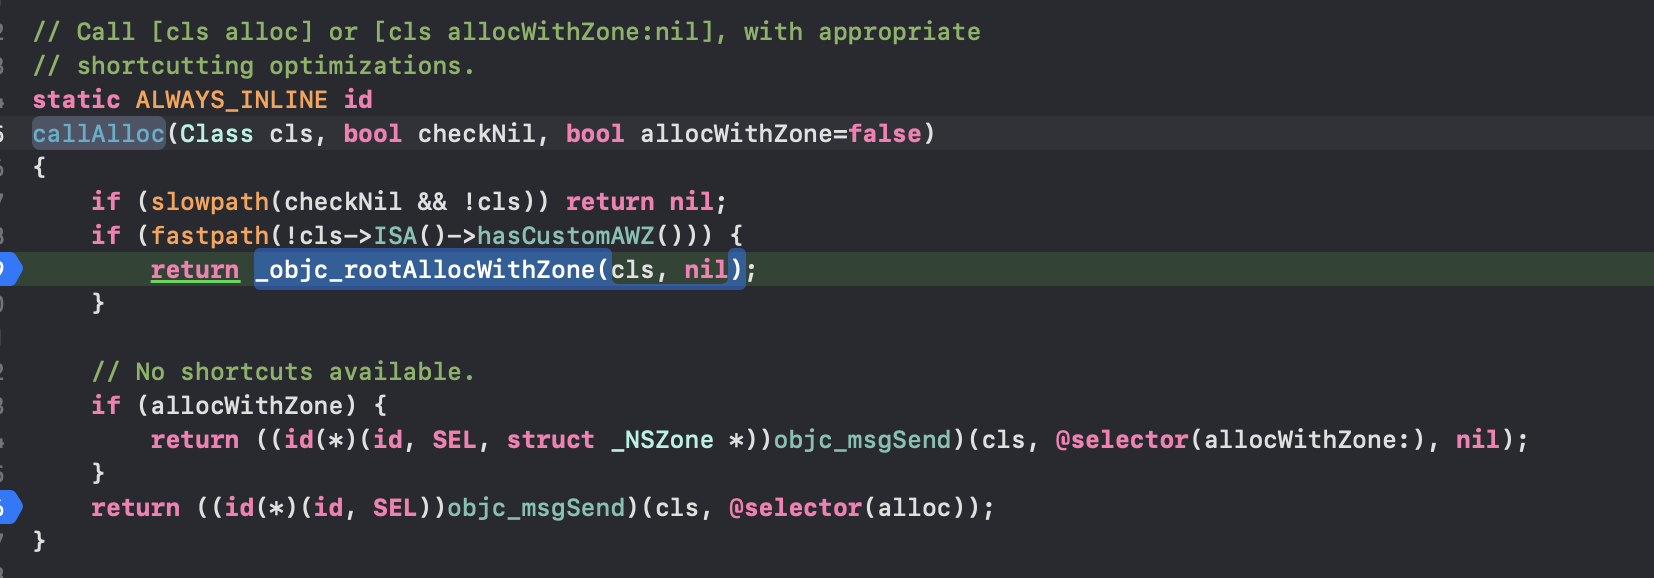 // Call [cls alloc] or [cls allocWithZone:nil], with appropriate
// shortcutting optimizations.
static ALWAYS_INLINE id
callAlloc(Class cls, bool checkNil, bool allocWithZone=false)
{
    if (slowpath(checkNil && !cls)) return nil;
    if (fastpath(!cls->ISA()->hasCustomAWZ())) {
        return _objc_rootAllocWithZone(cls, nil);
    }
    // No shortcuts available.
    if (allocWithZone) {
        return ((id(*)(id, SEL, struct _NSZone *))objc_msgSend)(cls, @selector(allocWithZone:), nil);
    }
    return ((id(*)(id, SEL))objc_msgSend)(cls, @selector(alloc));
}